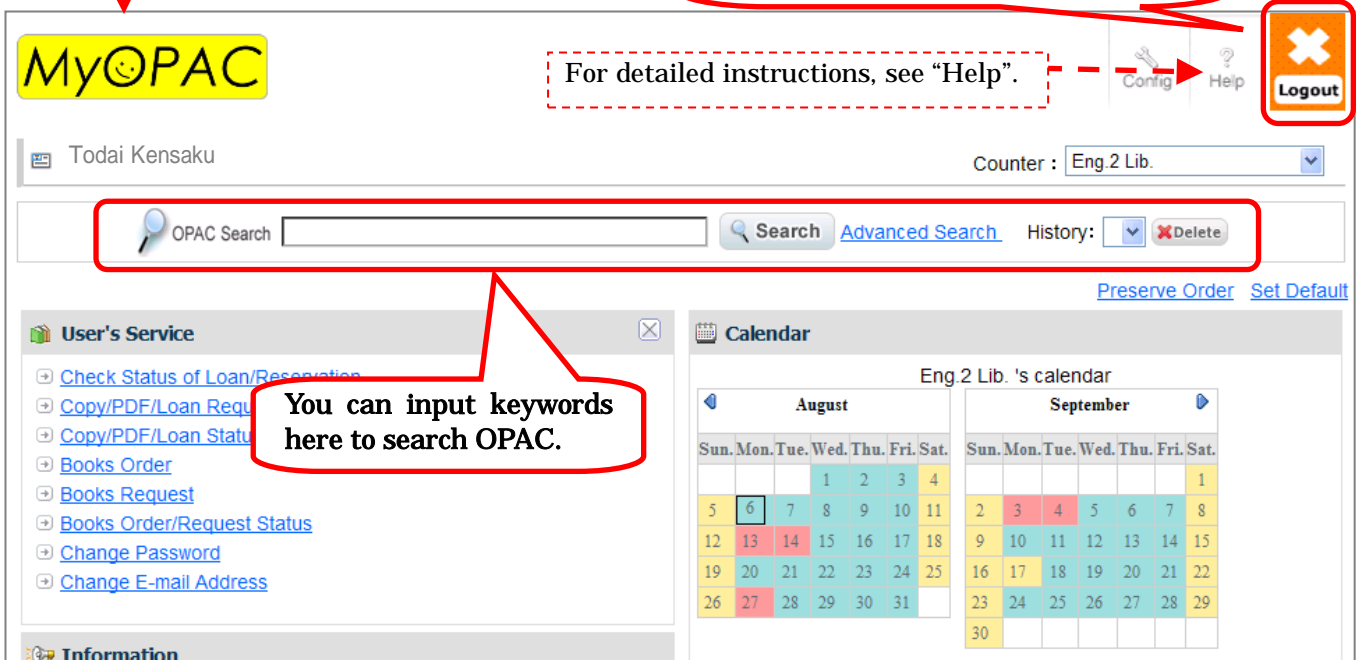 MyOPAC
For detailed instructions, see “Help”.
Config
Help
Logout
Todai Kensaku
Counter : Eng.2 Lib.
OPAC Search Search Advanced Search History: Delete
Preserve Order Set Default
User's Service
Check Status of Loan/Reservation
Copy/PDF/Loan Requ
Copy/PDF/Loan Statu
Books Order
Books Request
Books Order/Request Status
Change Password
Change E-mail Address
You can input keywords
here to search OPAC.
Information
Calendar
Eng.2 Lib. 's calendar
August
Sun. Mon. Tue. Wed. Thu. Fri. Sat.
1 2 3 4
5 6 7 8 9 10 11
12 13 14 15 16 17 18
19 20 21 22 23 24 25
26 27 28 29 30 31
September
Sun. Mon. Tue. Wed. Thu. Fri. Sat.
1
2 3 4 5 6 7 8
9 10 11 12 13 14 15
16 17 18 19 20 21 22
23 24 25 26 27 28 29
30